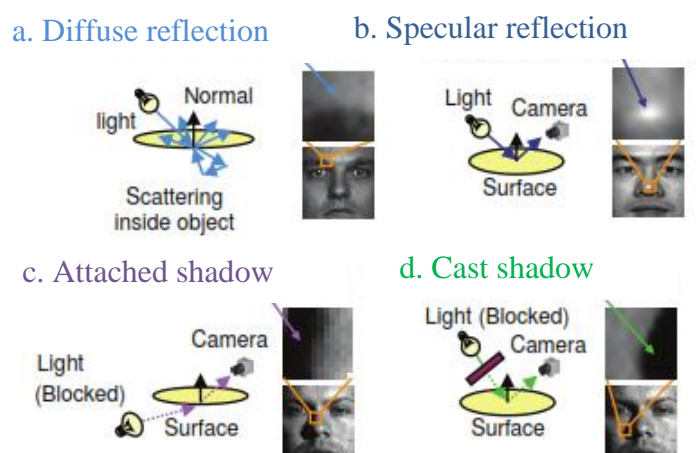 a. Diffuse reflection
Normal
light
Scattering
inside object
b. Specular reflection
Light
Camera
Surface
c. Attached shadow
Camera
Light
(Blocked)
Surface
d. Cast shadow
Light (Blocked)
Camera
Surface